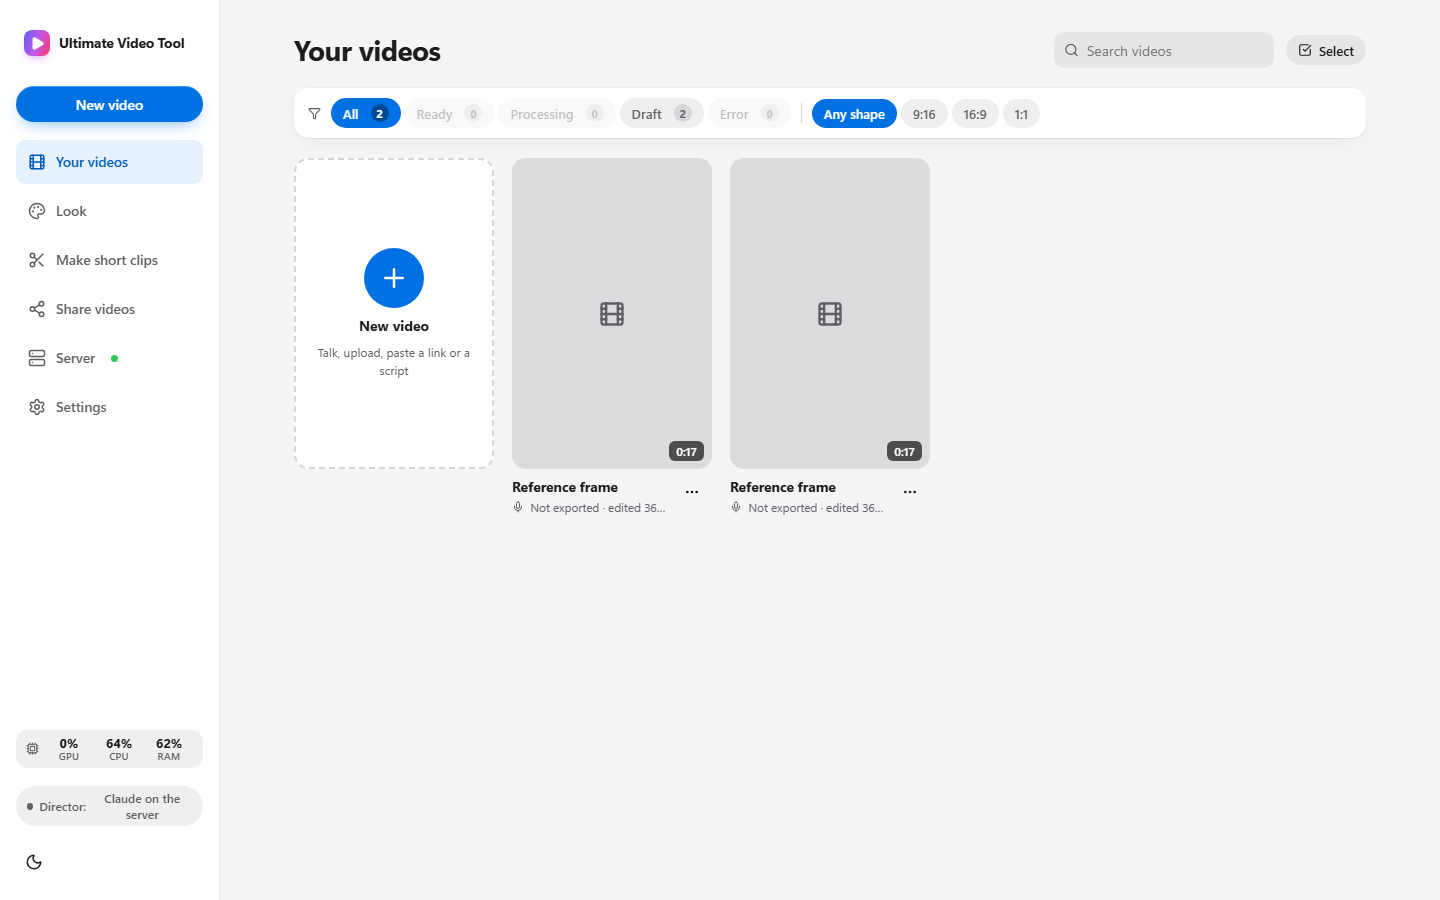 Ultimate Video Tool
New video
Your videos
Look
Make short clips
Share videos
Server
Settings
0% 64% 62%
GPU CPU RAM
Director: Claude on the
server
Your videos
Search videos
Select
All 2 Ready 0 Processing 0 Draft 2 Error 0 Any shape 9:16 16:9 1:1
New video
Talk, upload, paste a link or a
script
0:17
0:17
Reference frame ...
Not exported · edited 36...
Reference frame ...
Not exported · edited 36...